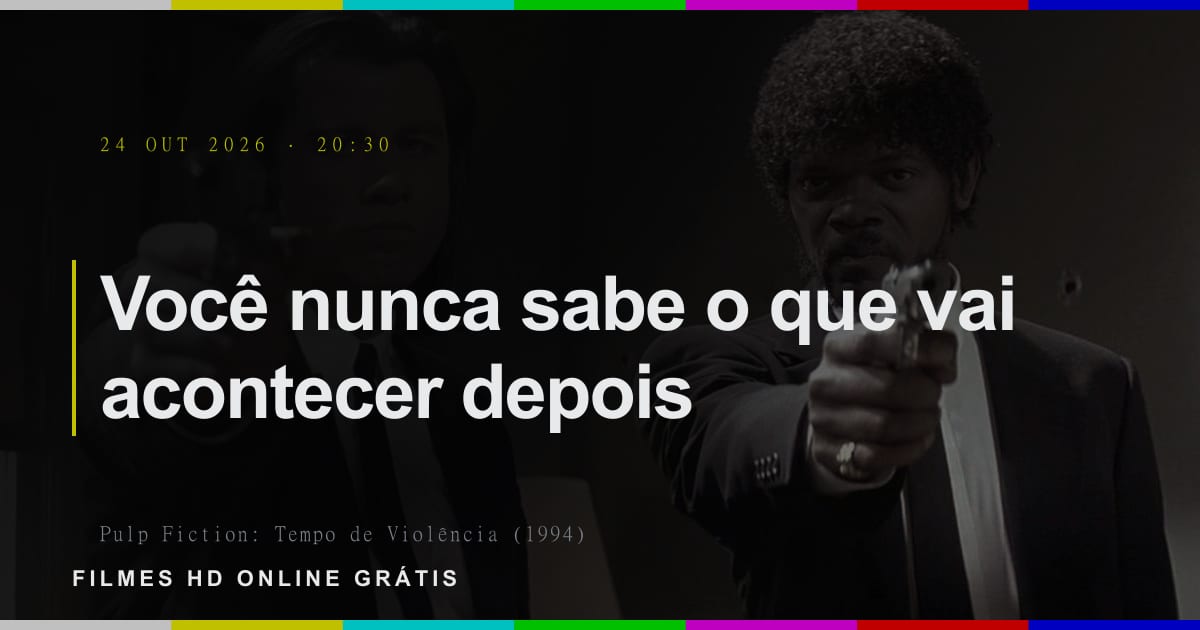 24 OUT 2026 · 20:30
Você nunca sabe o que vai
acontecer depois
Pulp Fiction: Tempo de Violência (1994)
FILMES HD ONLINE GRÁTIS